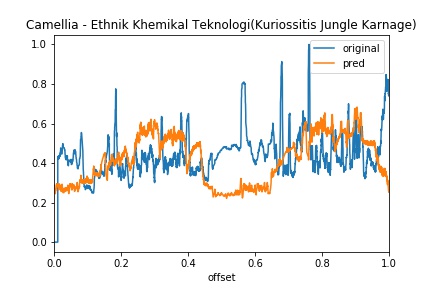 Camellia - Ethnik Khemikal Teknologi(Kuriossitis Jungle Karnage)
1.0
0.8
0.6
0.4
0.2
0.0
original
pred
0.0 0.2 0.4 0.6 0.8 1.0
offset